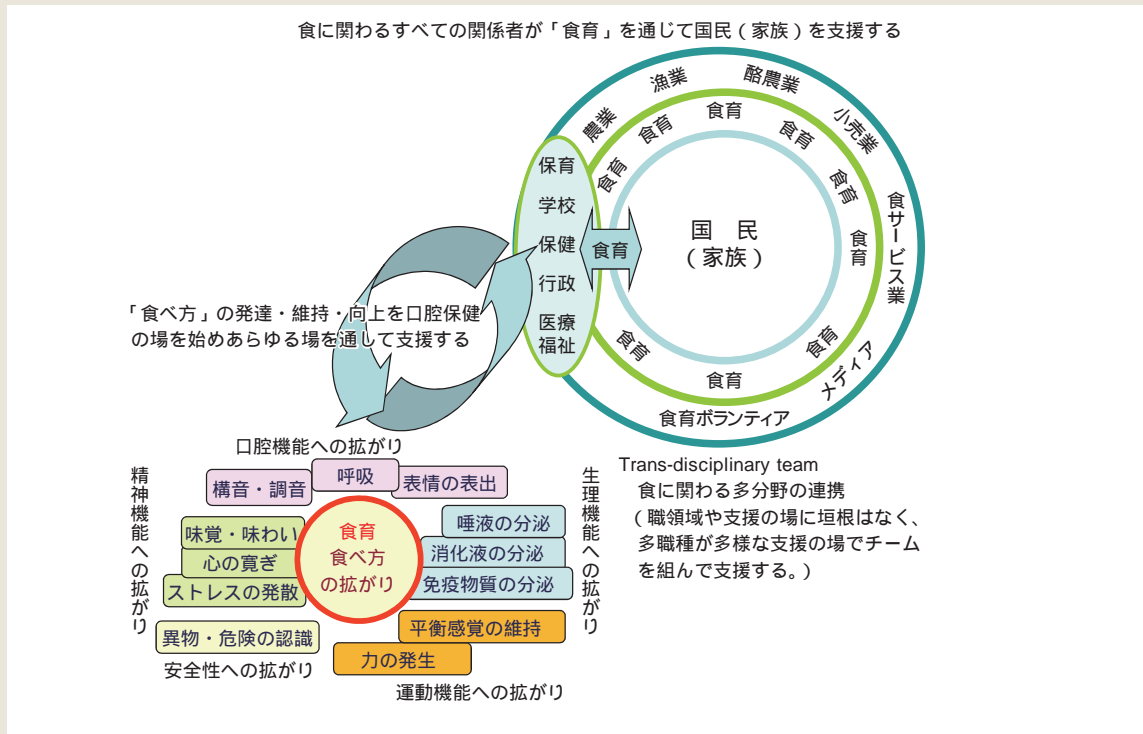 食に関わるすべての関係者が「食育」を通じて国民(家族)を支援する
農業
漁業
酪農業
小売業
食サービス業
メディア
食育ボランティア
食育
食育
食育
食育
食育
食育
食育
食育
食育
保育
学校
保健
行政
医療
福祉
食育
国 民
(家族)
「食べ方」の発達・維持・向上を口腔保健
の場を始めあらゆる場を通して支援する
口腔機能への拡がり
構音・調音
呼吸
表情の表出
精神機能への拡がり
味覚・味わい
心の寛ぎ
ストレスの発散
食育
食べ方
の拡がり
唾液の分泌
消化液の分泌
免疫物質の分泌
生理機能への拡がり
異物・危険の認識
安全性への拡がり
平衡感覚の維持
力の発生
運動機能への拡がり
Trans-disciplinary team
食に関わる多分野の連携
(職領域や支援の場に垣根はなく、
多職種が多様な支援の場でチーム
を組んで支援する。)